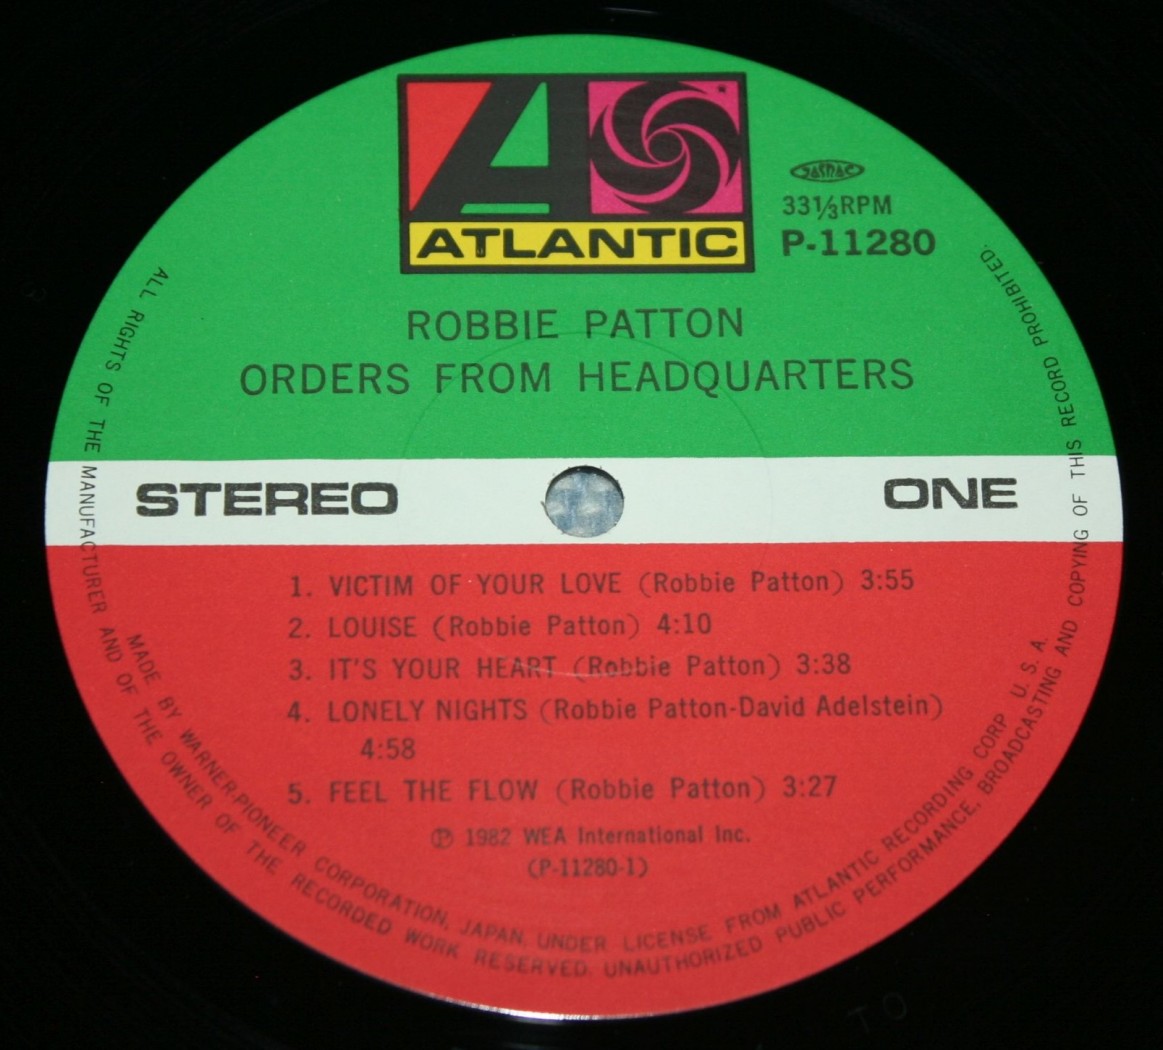 ATLANTIC
JASRAC
33⅓RPM
P-11280
ROBBIE PATTON
ORDERS FROM HEADQUARTERS
STEREO
ONE
1. VICTIM OF YOUR LOVE (Robbie Patton) 3:55
2. LOUISE (Robbie Patton) 4:10
3. IT'S YOUR HEART (Robbie Patton) 3:38
4. LONELY NIGHTS (Robbie Patton-David Adelstein)
4:58
5. FEEL THE FLOW (Robbie Patton) 3:27
℗ 1982 WEA International Inc.
(P-11280-1)
MADE BY WARNER-PIONEER CORPORATION, JAPAN, UNDER LICENSE FROM ATLANTIC RECORDING CORP U. S. A.
ALL RIGHTS OF THE MANUFACTURER AND OF THE OWNER OF THE RECORDED WORK RESERVED. UNAUTHORIZED PUBLIC PERFORMANCE, BROADCASTING AND COPYING OF THIS RECORD PROHIBITED.